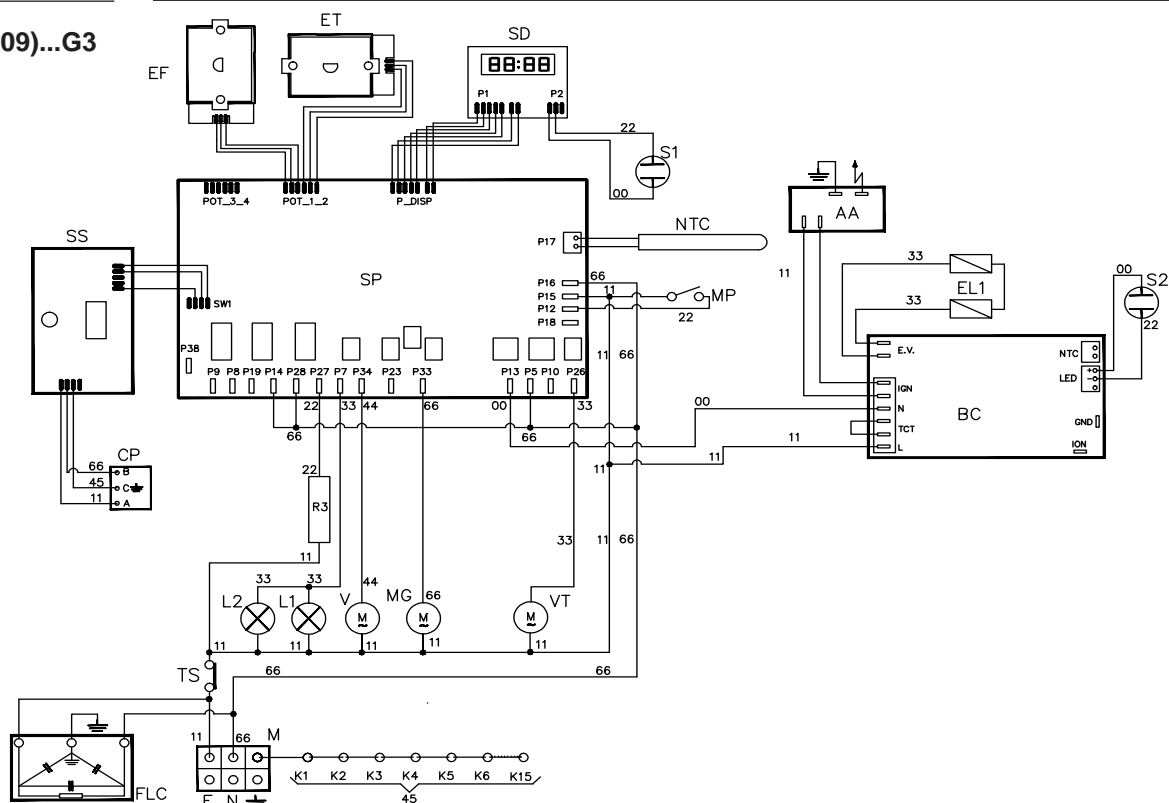 09)...G3
EF
ET
SD
88:88
P1
P2
22
S1
00
POT_3_4
POT_1_2
P_DISP
SS
SW1
SP
P17
NTC
P16
66
P15
11
P12
MP
P18
22
11
66
AA
11
33
EL1
33
00
S2
22
E.V.
NTC
LED
IGN
N
BC
TCT
GND
L
ION
P38
P9
P8
P19
P14
P28
P27
P7
P34
P23
P33
P13
P5
P10
P26
22
33
44
66
00
33
00
66
66
11
11
CP
66
B
45
C
11
A
22
R3
11
33
11
66
33
33
44
L2
L1
V
MG
66
VT
M
M
M
11
11
11
11
11
TS
66
66
11
66
M
K1
K2
K3
K4
K5
K6
K15
45
FLC
N